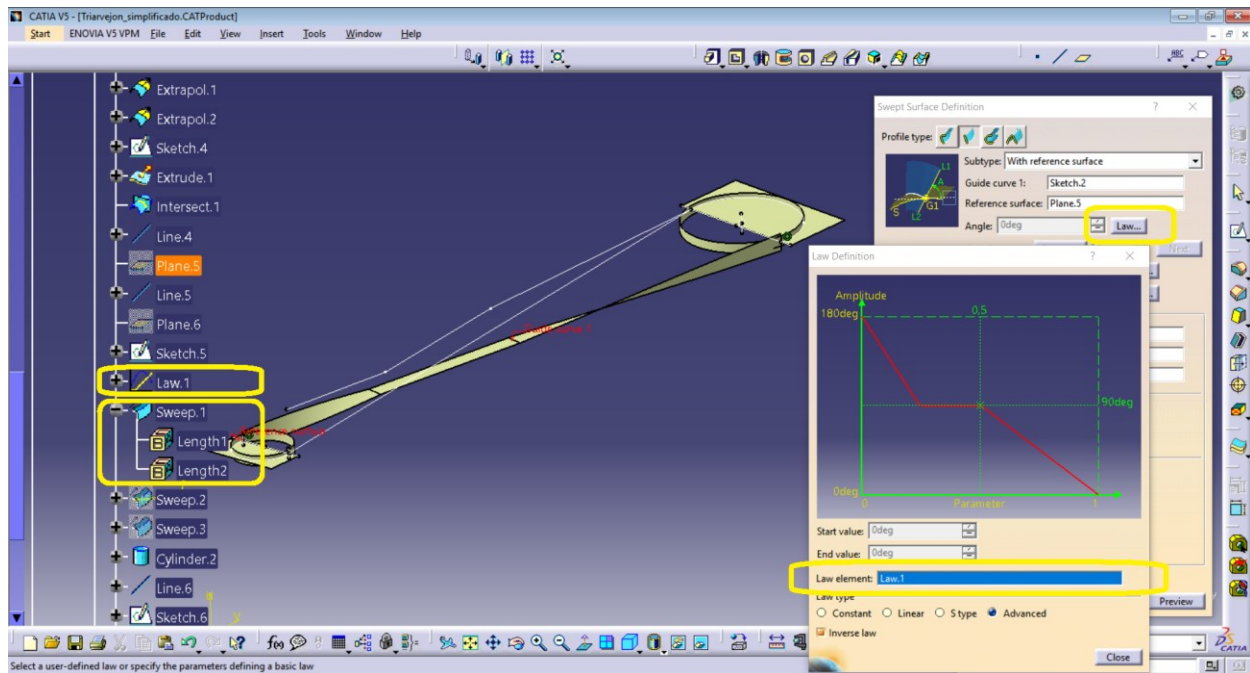 CATIA V5 - [Triarvejon_simplificado.CATProduct]
Start ENOVIA V5 VPM File Edit View Insert Tools Window Help
Extrapol.1
Extrapol.2
Sketch.4
Extrude.1
Intersect.1
Line.4
Plane.5
Line.5
Plane.6
Sketch.5
Law.1
Sweep.1
Length1
Length2
Sweep.2
Sweep.3
Cylinder.2
Line.6
Sketch.6
Swept Surface Definition
Profile type:
Subtype: With reference surface
Guide curve 1: Sketch.2
Reference surface: Plane.5
Angle: 0deg Law...
L1
A
S
L2
G1
Next
Law Definition
Amplitude
180deg
0,5
90deg
0deg
0 Parameter 1
Start value: 0deg
End value: 0deg
Law element: Law.1
Law type
Constant Linear S type Advanced
Inverse law
Close
Preview
ABC
CATIA
Select a user-defined law or specify the parameters defining a basic law